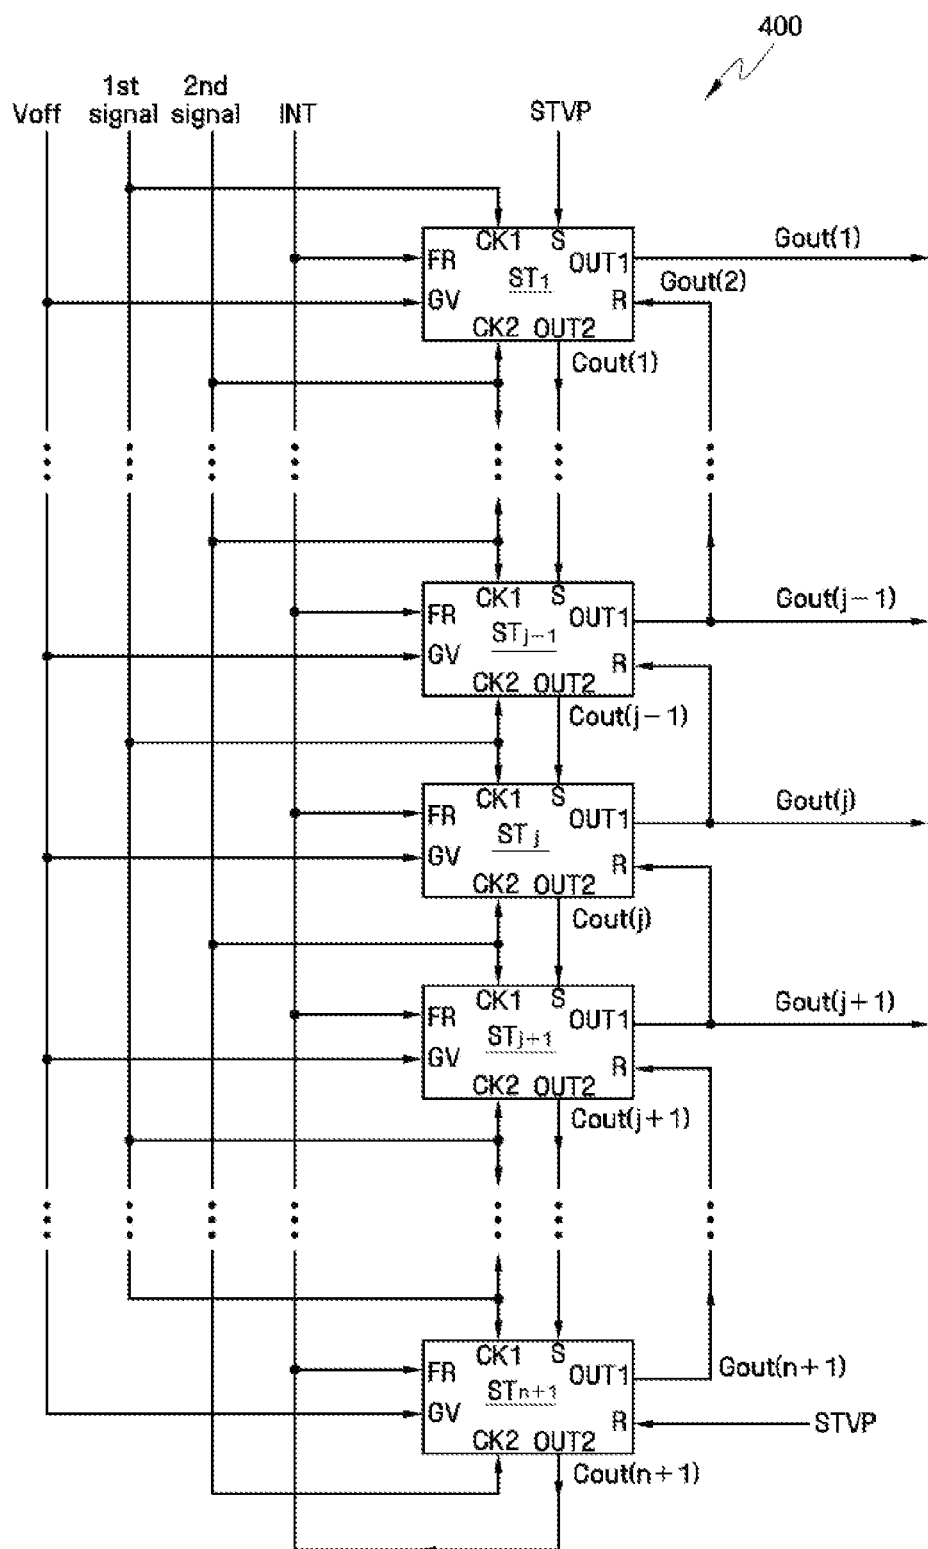 400
1st 2nd
Voff signal signal INT STVP
CK1 S
FR OUT1 Gout(1)
ST1
GV R Gout(2)
CK2 OUT2
Cout(1)
CK1 S
FR OUT1 Gout(j-1)
STj-1
GV R
CK2 OUT2
Cout(j-1)
CK1 S
FR OUT1 Gout(j)
STj
GV R
CK2 OUT2
Cout(j)
CK1 S
FR OUT1 Gout(j+1)
STj+1
GV R
CK2 OUT2
Cout(j+1)
CK1 S
FR OUT1 Gout(n+1)
STn+1
GV R STVP
CK2 OUT2
Cout(n+1)